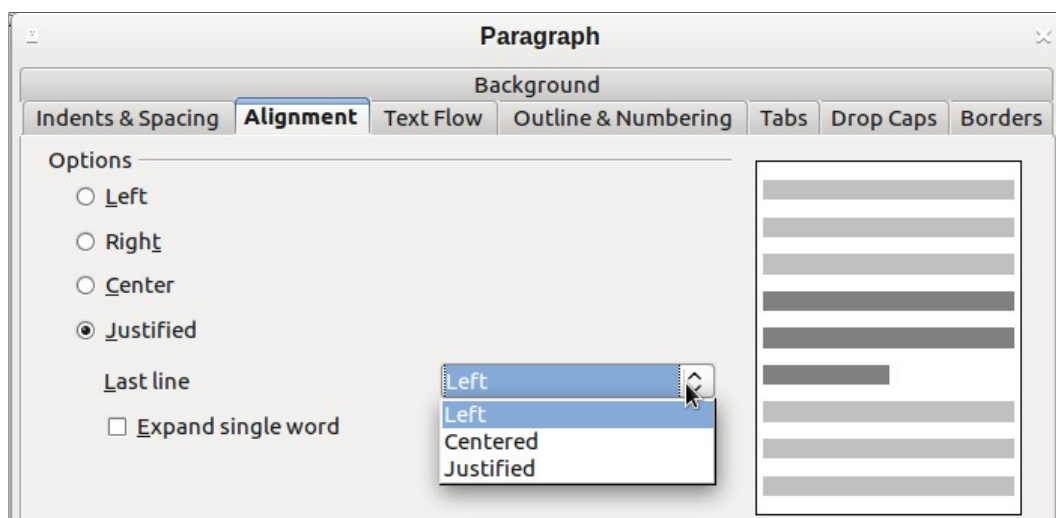 Paragraph
Background
Indents & Spacing Alignment Text Flow Outline & Numbering Tabs Drop Caps Borders
Options
Left
Right
Center
Justified
Last line Left
Left
Expand single word
Centered
Justified